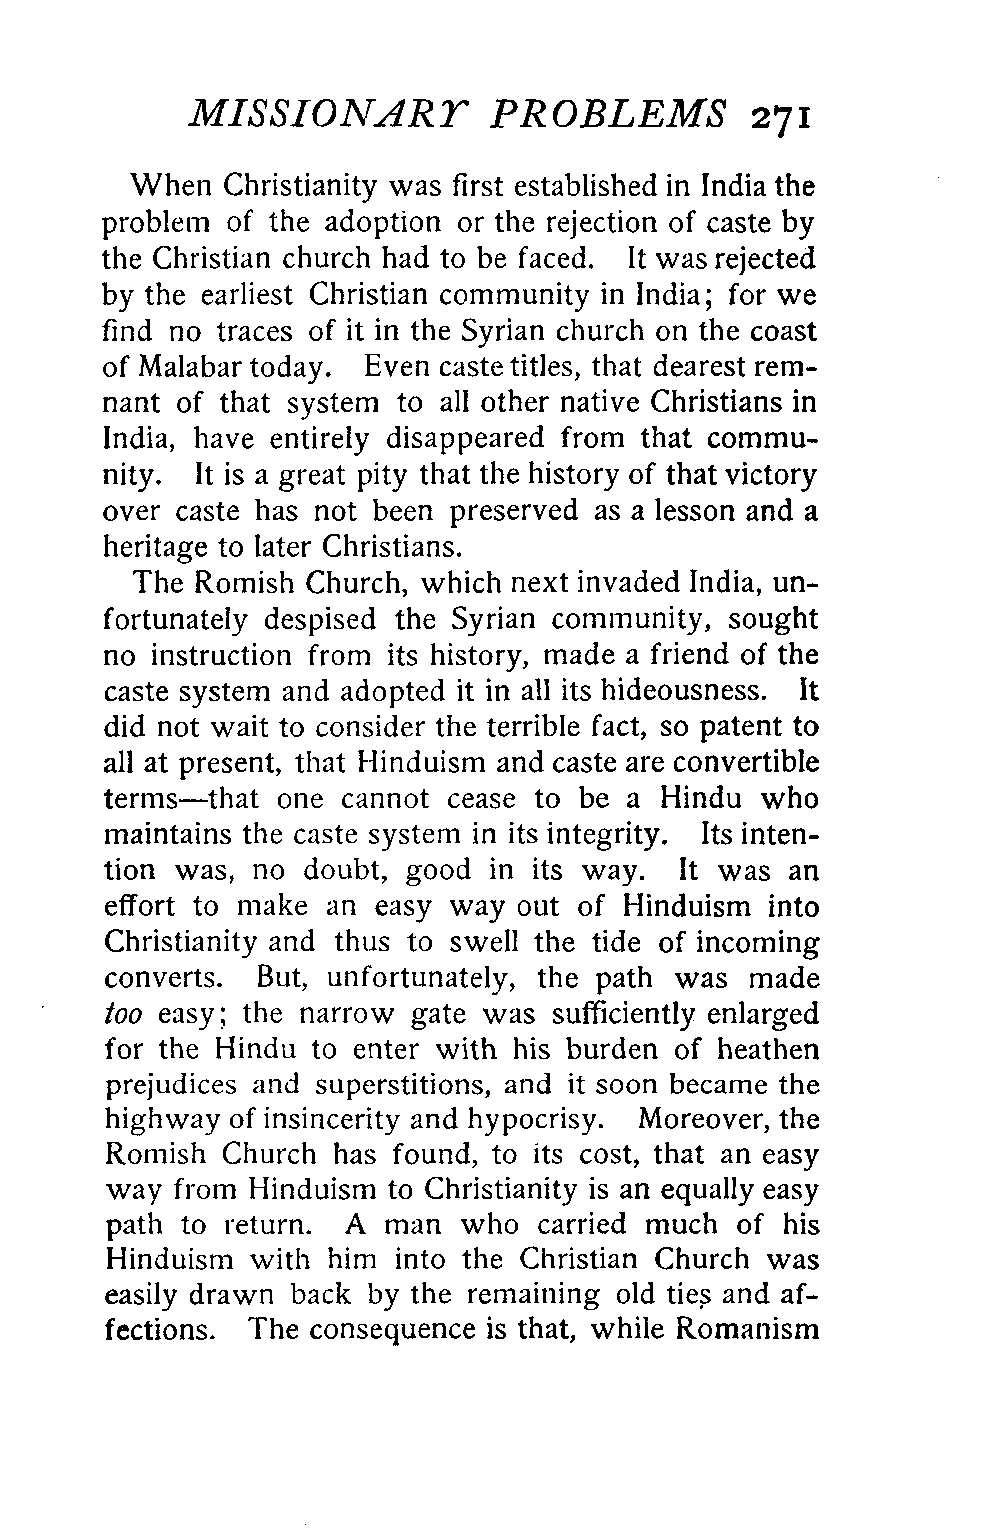 MISSIONARY PROBLEMS 271
When Christianity was first established in India the
problem of the adoption or the rejection of caste by
the Christian church had to be faced. It was rejected
by the earliest Christian community in India; for we
find no traces of it in the Syrian church on the coast
of Malabar today. Even caste titles, that dearest rem-
nant of that system to all other native Christians in
India, have entirely disappeared from that commu-
nity. It is a great pity that the history of that victory
over caste has not been preserved as a lesson and a
heritage to later Christians.
The Romish Church, which next invaded India, un-
fortunately despised the Syrian community, sought
no instruction from its history, made a friend of the
caste system and adopted it in all its hideousness. It
did not wait to consider the terrible fact, so patent to
all at present, that Hinduism and caste are convertible
terms—that one cannot cease to be a Hindu who
maintains the caste system in its integrity. Its inten-
tion was, no doubt, good in its way. It was an
effort to make an easy way out of Hinduism into
Christianity and thus to swell the tide of incoming
converts. But, unfortunately, the path was made
too easy; the narrow gate was sufficiently enlarged
for the Hindu to enter with his burden of heathen
prejudices and superstitions, and it soon became the
highway of insincerity and hypocrisy. Moreover, the
Romish Church has found, to its cost, that an easy
way from Hinduism to Christianity is an equally easy
path to return. A man who carried much of his
Hinduism with him into the Christian Church was
easily drawn back by the remaining old ties and af-
fections. The consequence is that, while Romanism